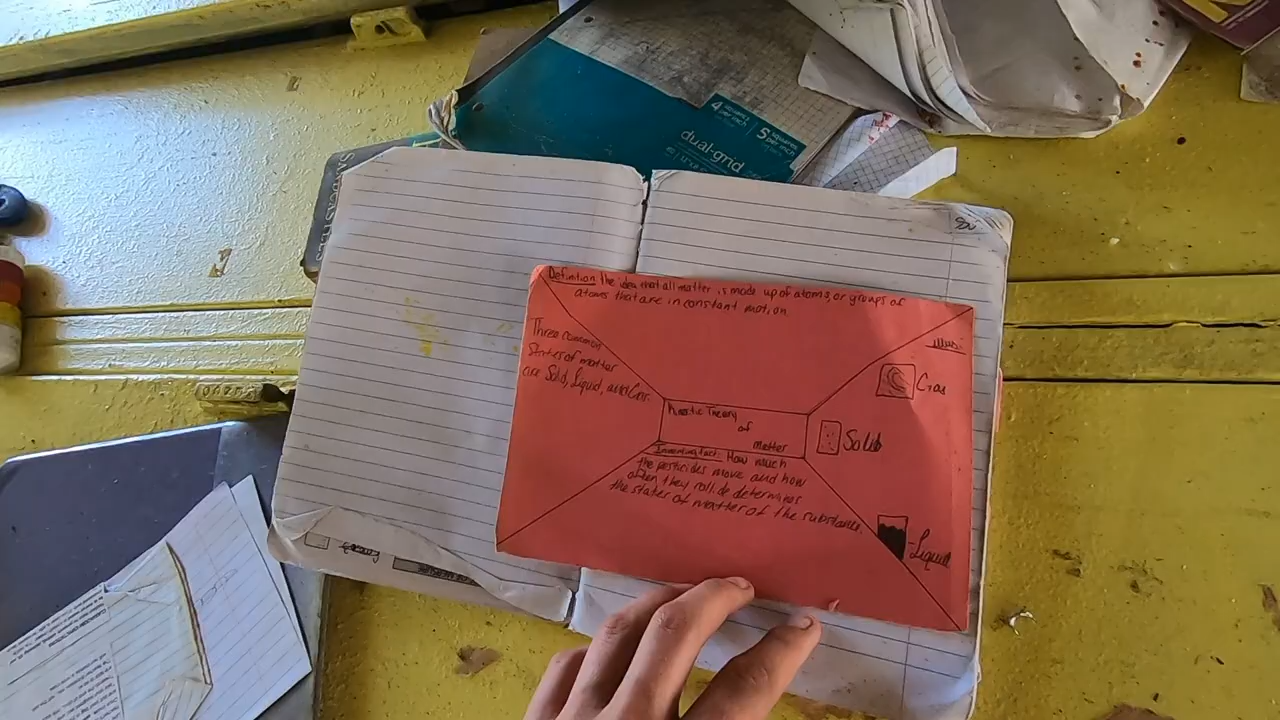 4 squares per inch
5 squares per inch
dual-grid
Definition: the idea that all matter is made up of atoms, or groups of
atoms that are in constant motion
Three common
States of matter
are Solid, Liquid, and Gas.
illus.
Gas
Solid
Liquid
Kinetic Theory
of
matter
Interesting fact: How much
the pesticides move and how
often they collide determines
the states of matter of the substance.